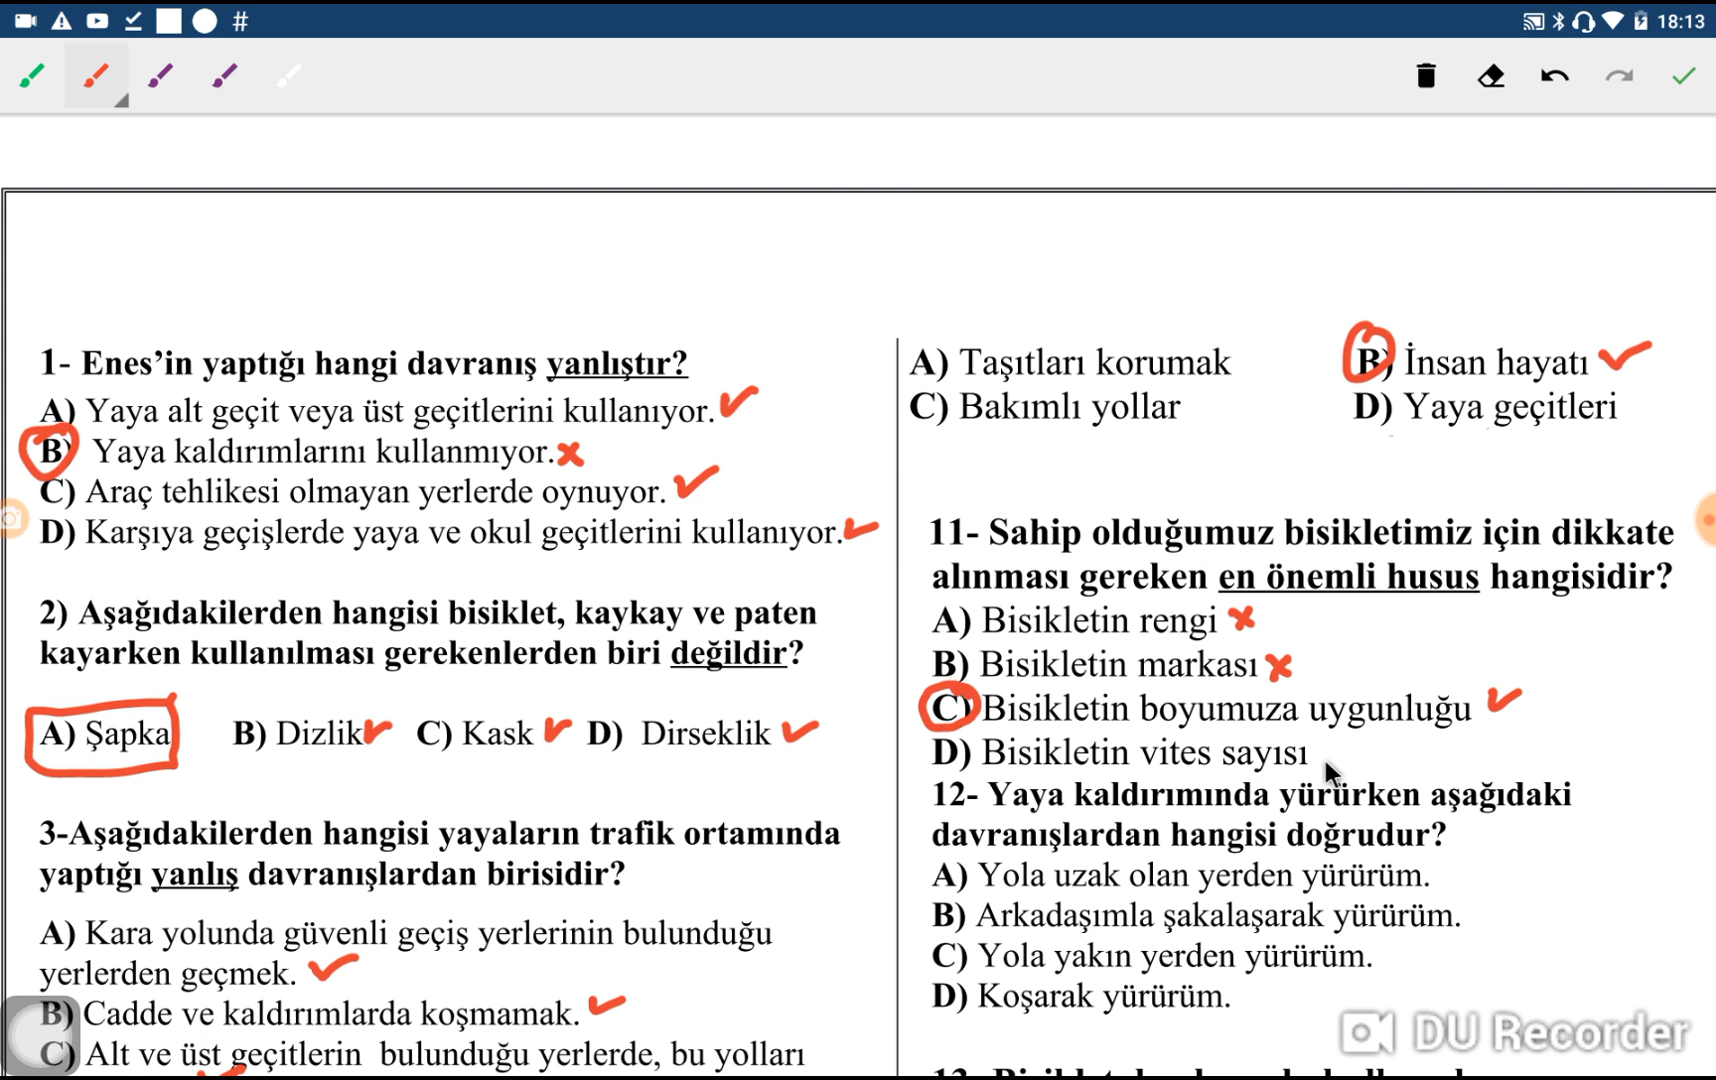 #
18:13
1- Enes’in yaptığı hangi davranış yanlıştır?
A) Yaya alt geçit veya üst geçitlerini kullanıyor.
B) Yaya kaldırımlarını kullanmıyor.
C) Araç tehlikesi olmayan yerlerde oynuyor.
D) Karşıya geçişlerde yaya ve okul geçitlerini kullanıyor.
2) Aşağıdakilerden hangisi bisiklet, kaykay ve paten
kayarken kullanılması gerekenlerden biri değildir?
A) Şapka B) Dizlik C) Kask D) Dirseklik
3-Aşağıdakilerden hangisi yayaların trafik ortamında
yaptığı yanlış davranışlardan birisidir?
A) Kara yolunda güvenli geçiş yerlerinin bulunduğu
yerlerden geçmek.
B) Cadde ve kaldırımlarda koşmamak.
C) Alt ve üst geçitlerin bulunduğu yerlerde, bu yolları
A) Taşıtları korumak B) İnsan hayatı
C) Bakımlı yollar D) Yaya geçitleri
11- Sahip olduğumuz bisikletimiz için dikkate
alınması gereken en önemli husus hangisidir?
A) Bisikletin rengi
B) Bisikletin markası
C) Bisikletin boyumuza uygunluğu
D) Bisikletin vites sayısı
12- Yaya kaldırımında yürürken aşağıdaki
davranışlardan hangisi doğrudur?
A) Yola uzak olan yerden yürürüm.
B) Arkadaşımla şakalaşarak yürürüm.
C) Yola yakın yerden yürürüm.
D) Koşarak yürürüm.
DU Recorder